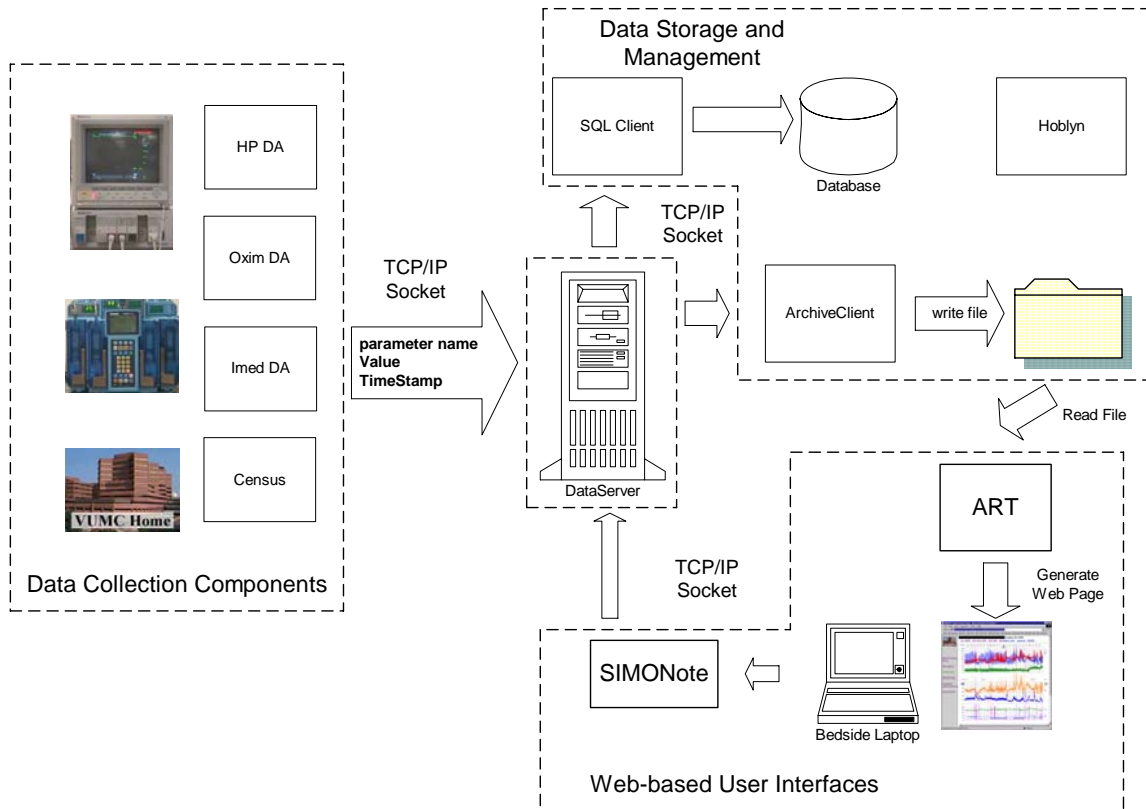 Data Storage and
Management
SQL Client
Database
Hoblyn
HP DA
Oxim DA
Imed DA
Census
VUMC Home
Data Collection Components
TCP/IP
Socket
parameter name
Value
TimeStamp
TCP/IP
Socket
DataServer
ArchiveClient
write file
Read File
ART
Generate
Web Page
TCP/IP
Socket
SIMONote
Bedside Laptop
Web-based User Interfaces